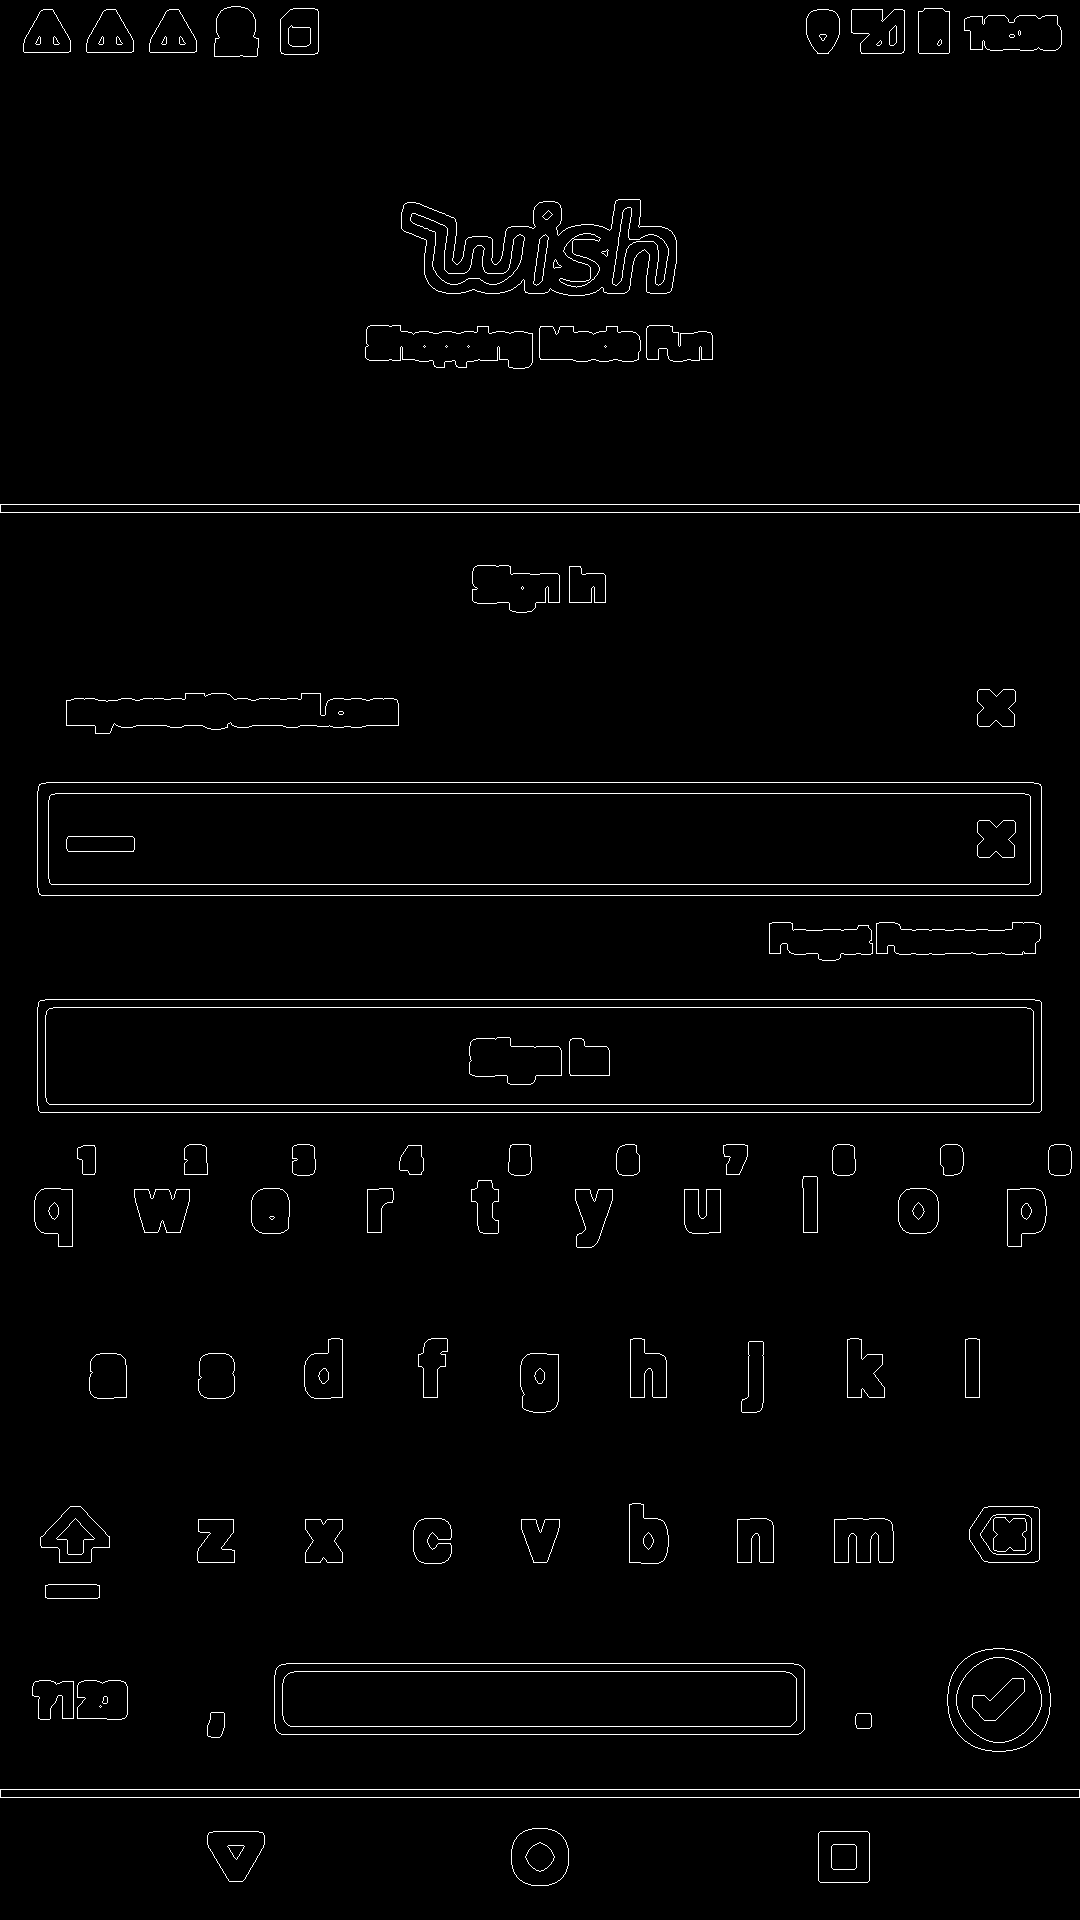 wish
Shopping Made Fun
Sign In
Forgot Password?
Sign In
1 2 3 4 5 6 7 8 9 0
q w e r t y u i o p
a s d f g h j k l
z x c v b n m
?123 , .